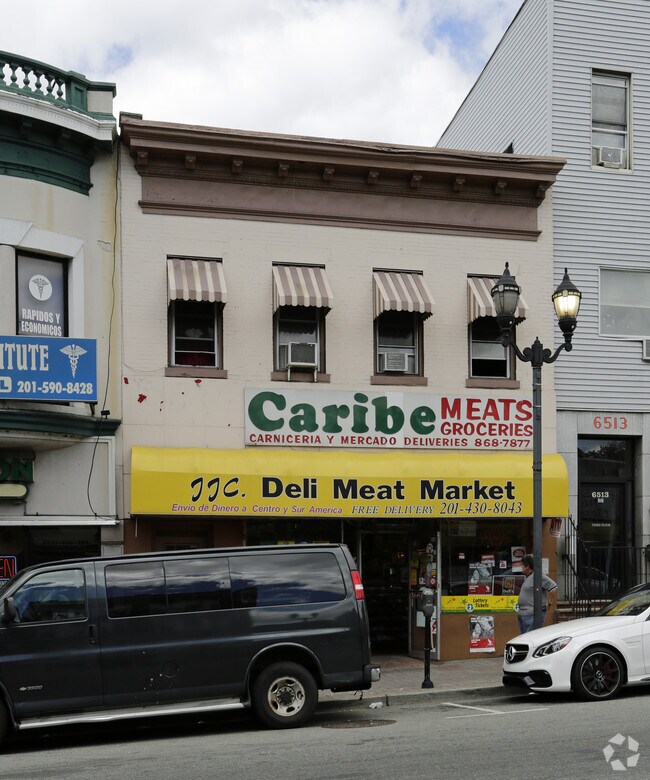 RAPIDOS Y
ECONOMICOS
TUTE
201-590-8428
Caribe MEATS
GROCERIES
CARNICERIA Y MERCADO DELIVERIES 868-7877
JJC. Deli Meat Market
Envio de Dinero a Centro y Sur America FREE DELIVERY 201-430-8043
6513
6513
Tickets